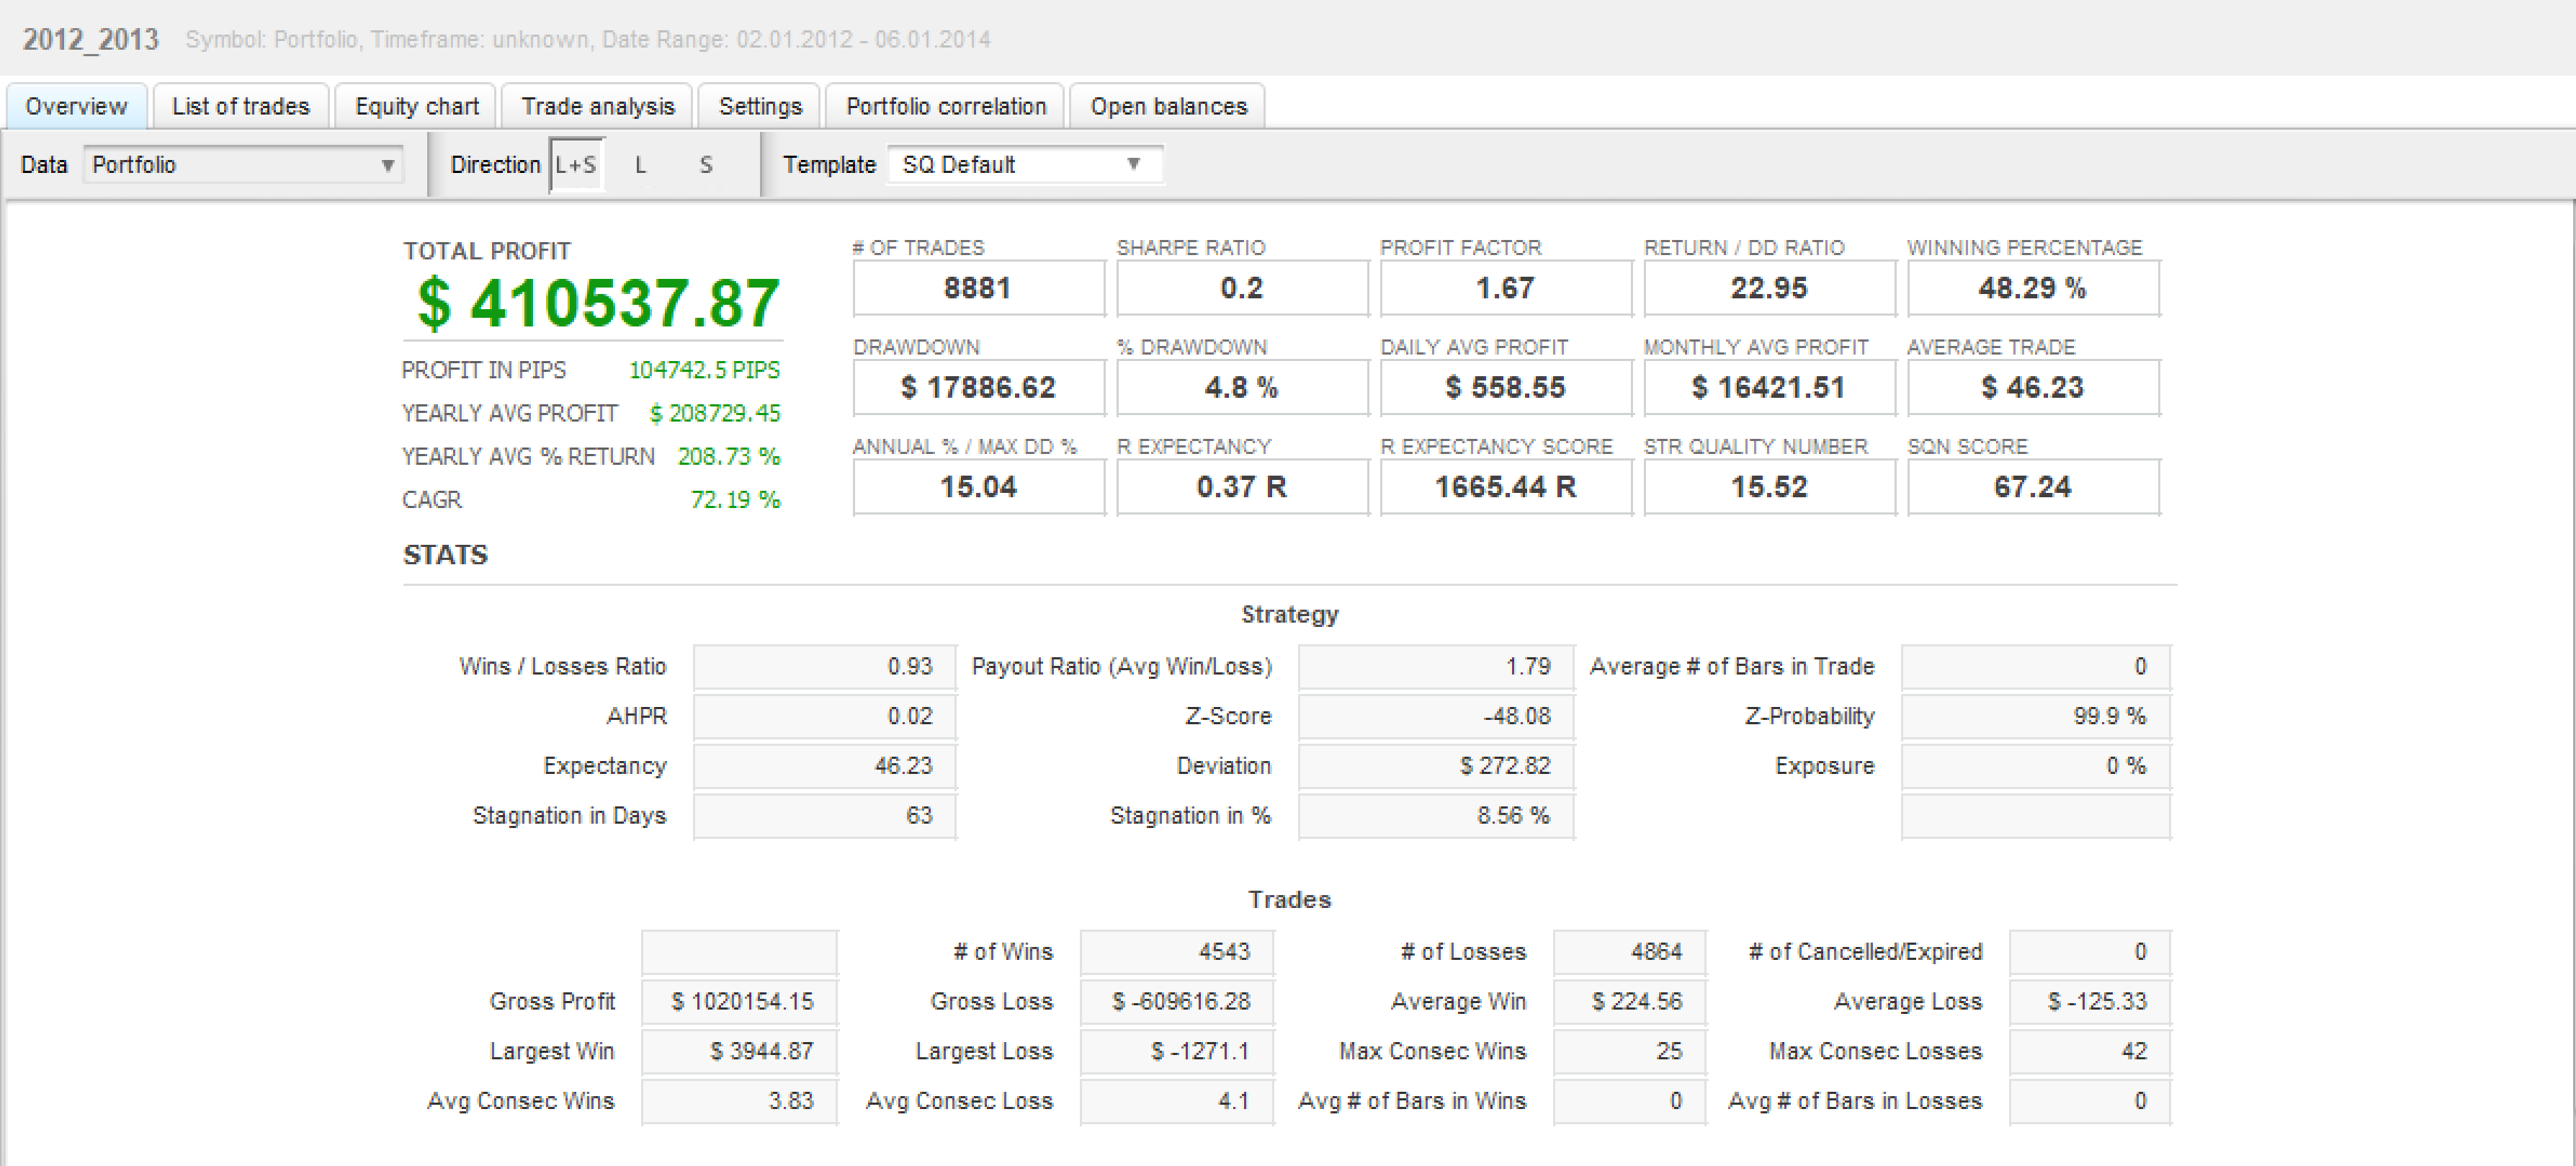 2012_2013 Symbol: Portfolio, Timeframe: unknown, Date Range: 02.01.2012 - 06.01.2014
Overview List of trades Equity chart Trade analysis Settings Portfolio correlation Open balances
Data Portfolio Direction L+S L S Template SQ Default
TOTAL PROFIT
$ 410537.87
PROFIT IN PIPS 104742.5 PIPS
YEARLY AVG PROFIT $ 208729.45
YEARLY AVG % RETURN 208.73 %
CAGR 72.19 %
# OF TRADES SHARPE RATIO PROFIT FACTOR RETURN / DD RATIO WINNING PERCENTAGE
8881 0.2 1.67 22.95 48.29 %
DRAWDOWN % DRAWDOWN DAILY AVG PROFIT MONTHLY AVG PROFIT AVERAGE TRADE
$ 17886.62 4.8 % $ 558.55 $ 16421.51 $ 46.23
ANNUAL % / MAX DD % R EXPECTANCY R EXPECTANCY SCORE STR QUALITY NUMBER SQN SCORE
15.04 0.37 R 1665.44 R 15.52 67.24
STATS
Strategy
Wins / Losses Ratio 0.93 Payout Ratio (Avg Win/Loss) 1.79 Average # of Bars in Trade 0
AHPR 0.02 Z-Score -48.08 Z-Probability 99.9 %
Expectancy 46.23 Deviation $ 272.82 Exposure 0 %
Stagnation in Days 63 Stagnation in % 8.56 %
Trades
# of Wins 4543 # of Losses 4864 # of Cancelled/Expired 0
Gross Profit $ 1020154.15 Gross Loss $ -609616.28 Average Win $ 224.56 Average Loss $ -125.33
Largest Win $ 3944.87 Largest Loss $ -1271.1 Max Consec Wins 25 Max Consec Losses 42
Avg Consec Wins 3.83 Avg Consec Loss 4.1 Avg # of Bars in Wins 0 Avg # of Bars in Losses 0